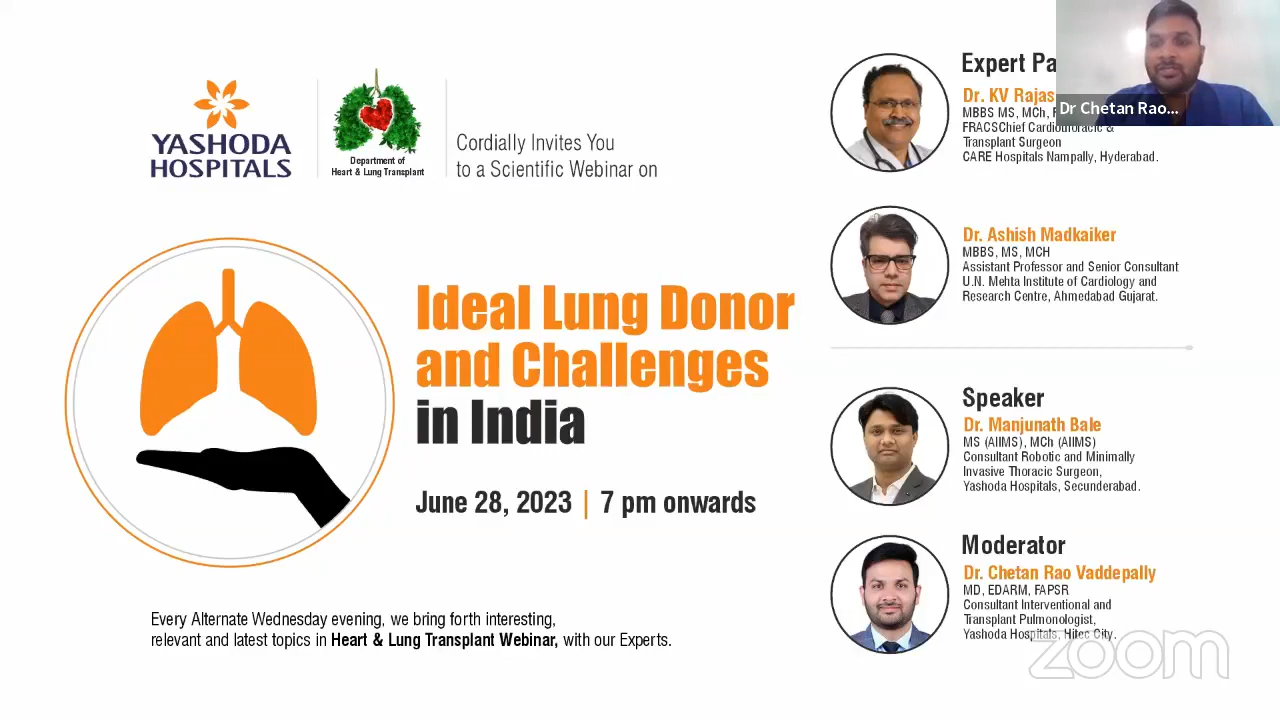 YASHODA
HOSPITALS
Department of
Heart & Lung Transplant
Cordially Invites You
to a Scientific Webinar on
Ideal Lung Donor
and Challenges
in India
June 28, 2023 | 7 pm onwards
Every Alternate Wednesday evening, we bring forth interesting,
relevant and latest topics in Heart & Lung Transplant Webinar, with our Experts.
Expert
Dr. KV
MBBS MS, MCh,
FRACSChief Cardiothoracic &
Transplant Surgeon
CARE Hospitals Nampally, Hyderabad.
Dr Chetan Rao...
Dr. Ashish Madkaiker
MBBS, MS, MCH
Assistant Professor and Senior Consultant
U.N. Mehta Institute of Cardiology and
Research Centre, Ahmedabad Gujarat.
Speaker
Dr. Manjunath Bale
MS (AIIMS), MCh (AIIMS)
Consultant Robotic and Minimally
Invasive Thoracic Surgeon,
Yashoda Hospitals, Secunderabad.
Moderator
Dr. Chetan Rao Vaddepally
MD, EDARM, FAPSR
Consultant Interventional and
Transplant Pulmonologist,
Yashoda Hospitals, Hitec City.
zoom